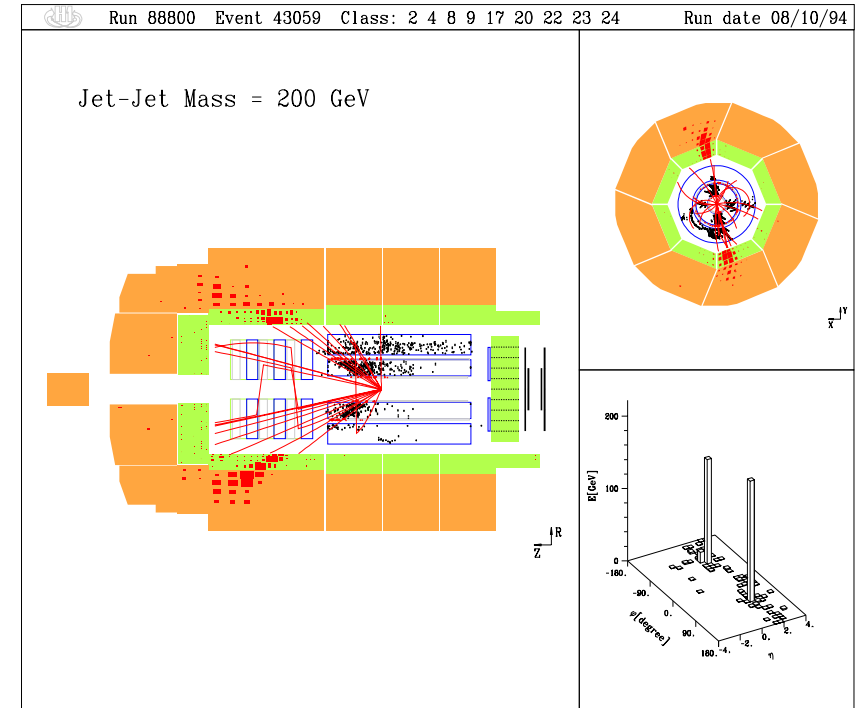 Run 88800 Event 43059 Class: 2 4 8 9 17 20 22 23 24 Run date 08/10/94
Jet-Jet Mass = 200 GeV
R
Z
Y
X
E[GeV]
200
100
0
-180.
-90.
0.
90.
180.
φ[degree]
-4.
-2.
0.
2.
4.
η